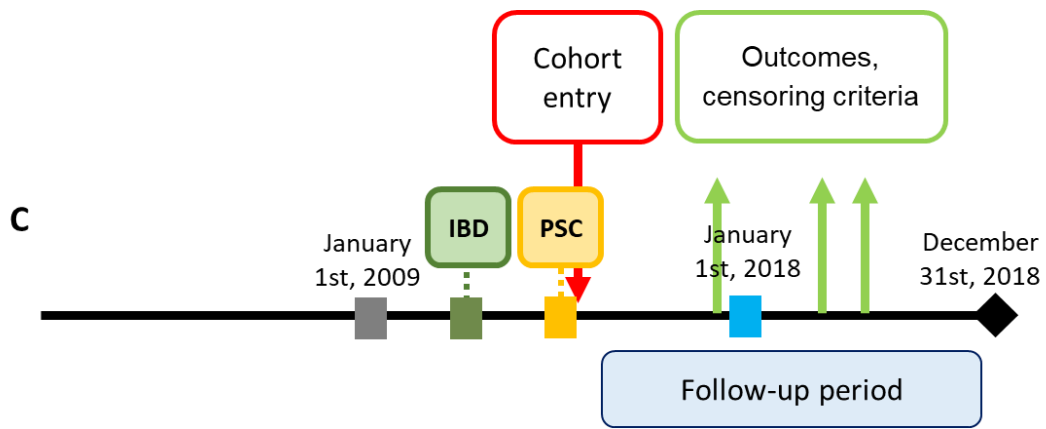 Cohort
entry
Outcomes,
censoring criteria
C
IBD
PSC
January
1st, 2009
January
1st, 2018
December
31st, 2018
Follow-up period